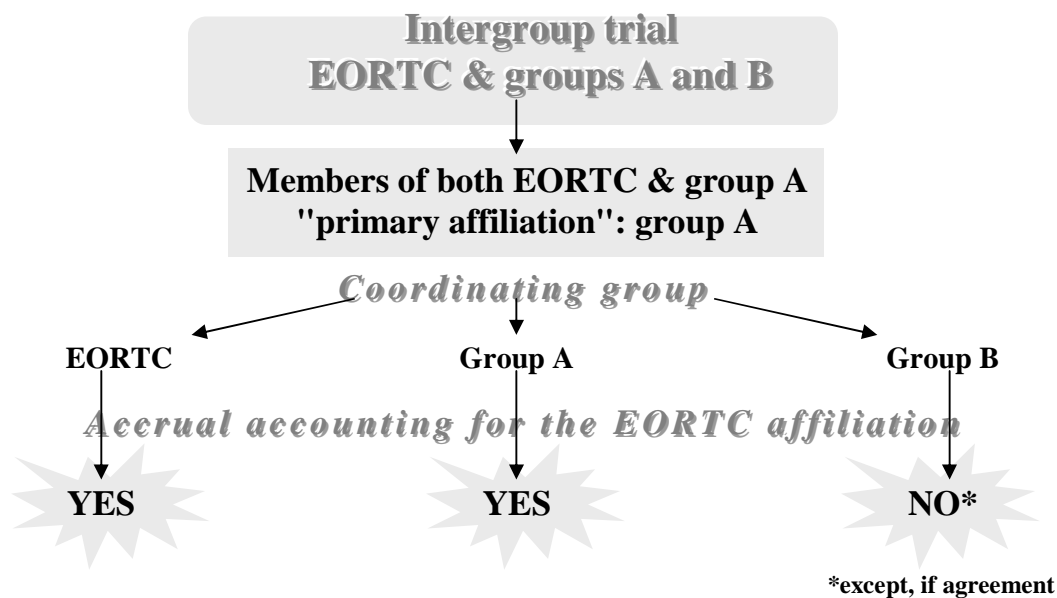 Intergroup trial
EORTC & groups A and B
Members of both EORTC & group A
"primary affiliation": group A
Coordinating group
EORTC
Group A
Group B
Accrual accounting for the EORTC affiliation
YES
YES
NO*
*except, if agreement